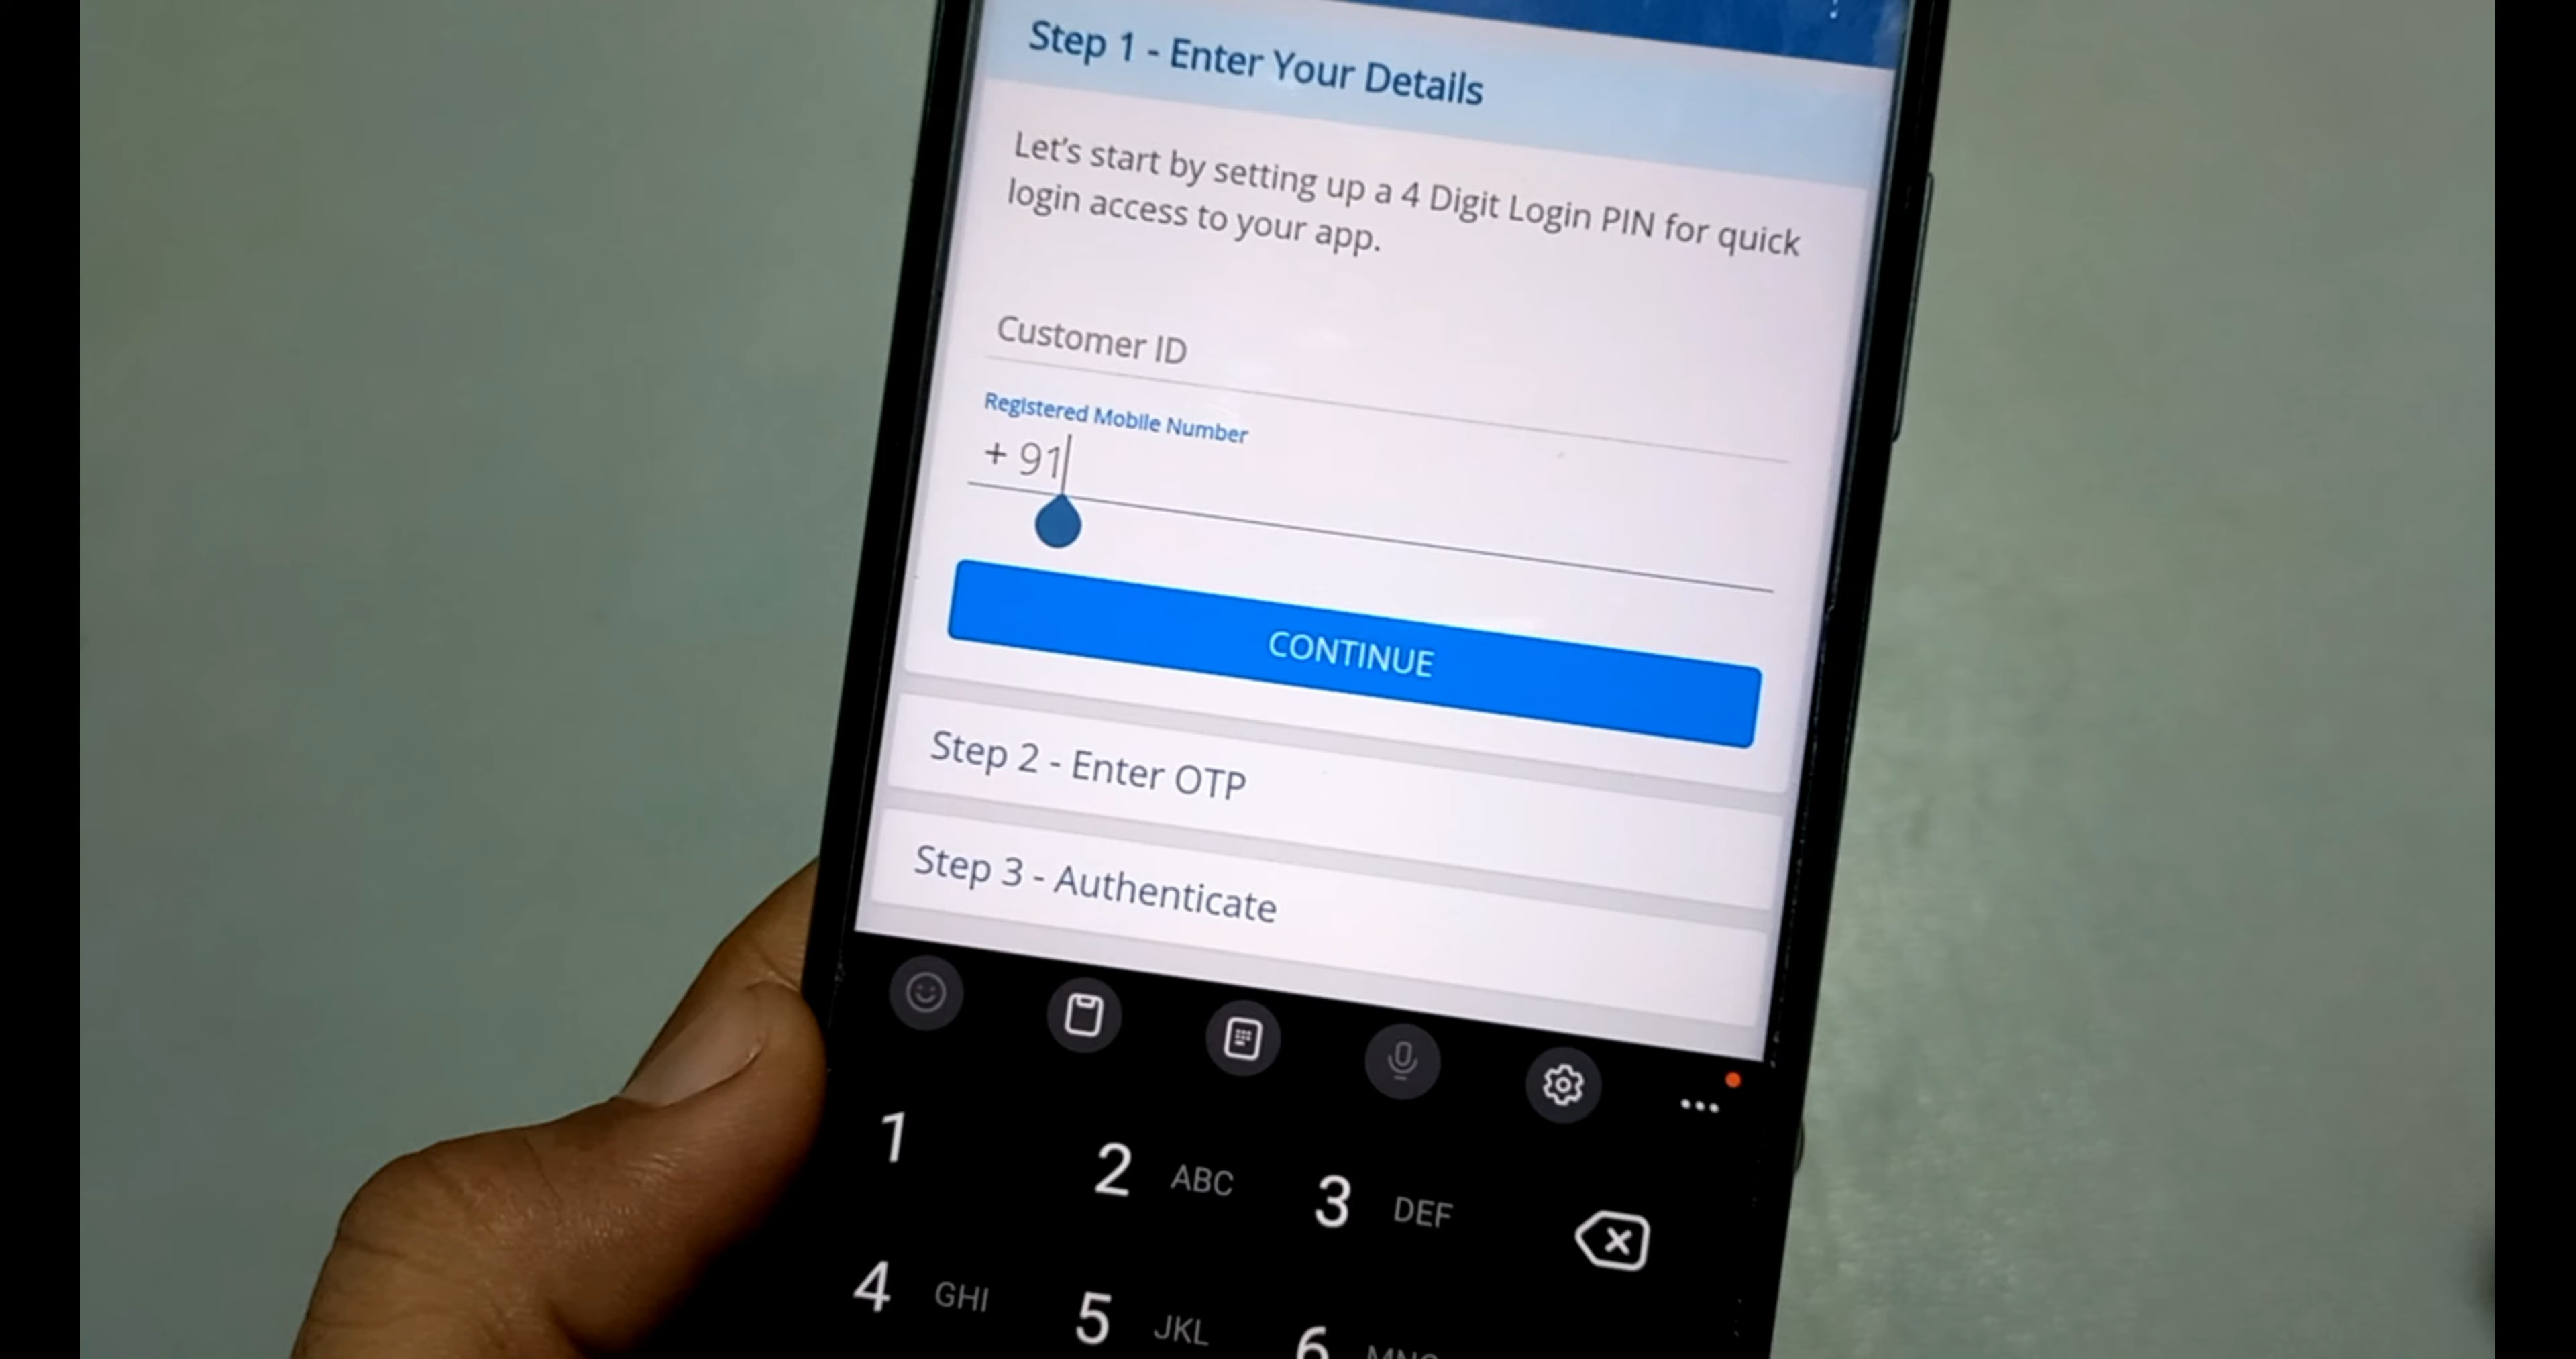 Step 1 - Enter Your Details
Let's start by setting up a 4 Digit Login PIN for quick
login access to your app.
Customer ID
Registered Mobile Number
+ 91
CONTINUE
Step 2 - Enter OTP
Step 3 - Authenticate
1
2 ABC
3 DEF
4 GHI
5 JKL
6